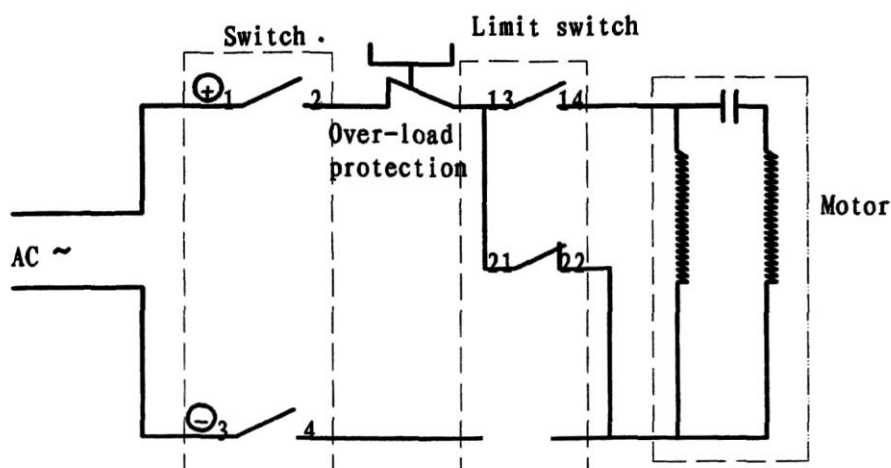 Switch .
Limit switch
+
1
2
13
14
Over-load
protection
Motor
AC ~
21
22
-
3
4